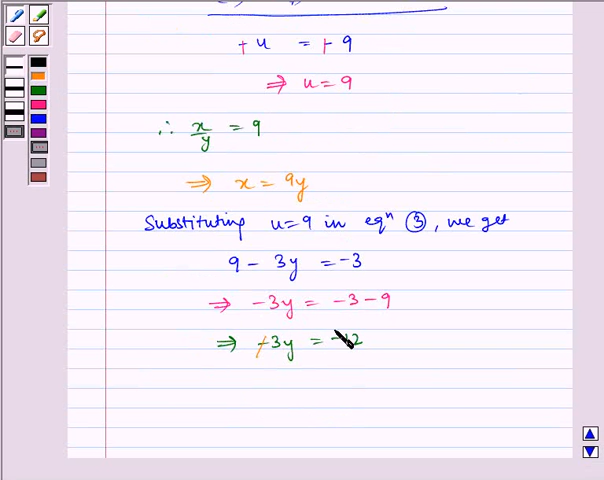 +u = +9
⇒ u = 9
∴ x/y = 9
⇒ x = 9y
Substituting u=9 in eqⁿ ③, we get
9 - 3y = -3
⇒ -3y = -3-9
⇒ -3y = -12